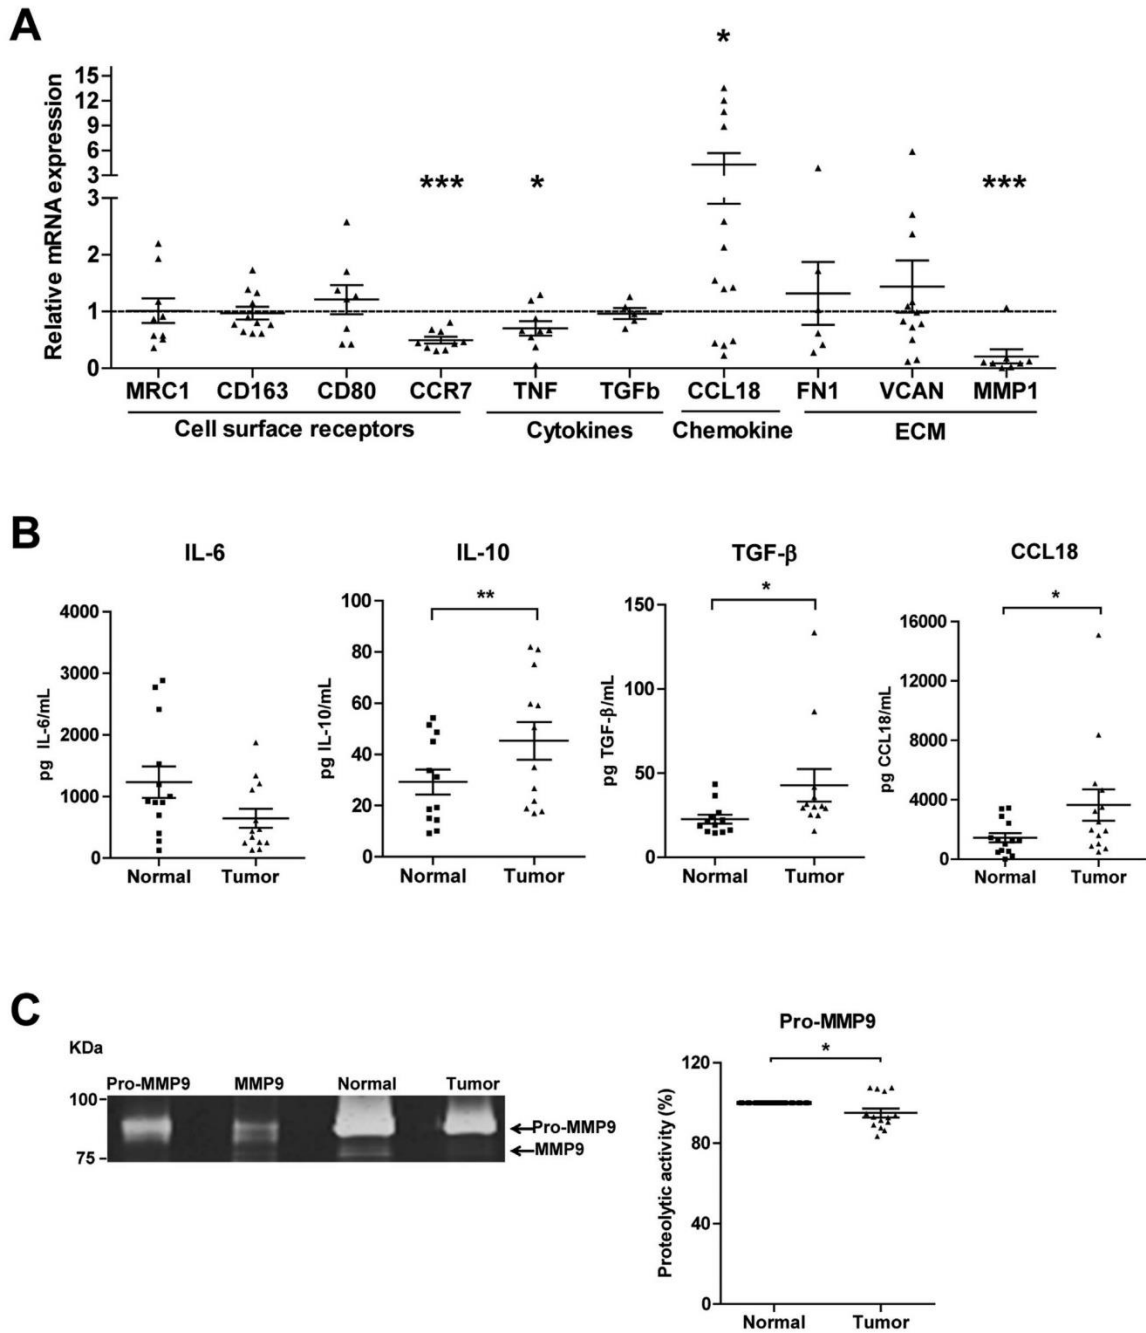 A
*
15
12
9
6
3
*** * ***
3
2
1
0
Relative mRNA expression
MRC1 CD163 CD80 CCR7 TNF TGFb CCL18 FN1 VCAN MMP1
Cell surface receptors Cytokines Chemokine ECM
B
IL-6
4000
3000
2000
1000
0
pg IL-6/mL
Normal Tumor
IL-10
**
100
80
60
40
20
0
pg IL-10/mL
Normal Tumor
TGF-β
*
150
100
50
0
pg TGF-β/mL
Normal Tumor
CCL18
*
16000
12000
8000
4000
0
pg CCL18/mL
Normal Tumor
C
KDa
Pro-MMP9 MMP9 Normal Tumor
100
Pro-MMP9
MMP9
75
Pro-MMP9
*
120
80
40
0
Proteolytic activity (%)
Normal Tumor